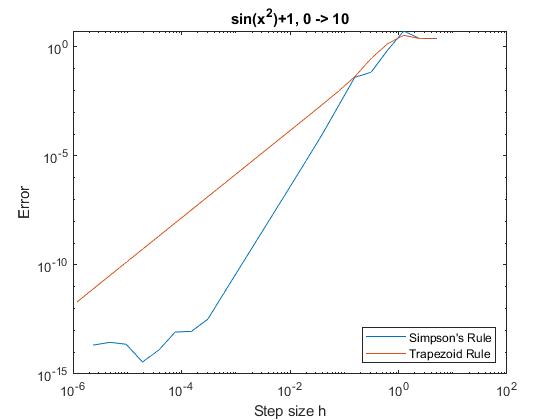 sin(x²)+1, 0 -> 10
10⁰
10⁻⁵
10⁻¹⁰
10⁻¹⁵
Error
Simpson's Rule
Trapezoid Rule
10⁻⁶
10⁻⁴
10⁻²
10⁰
10²
Step size h